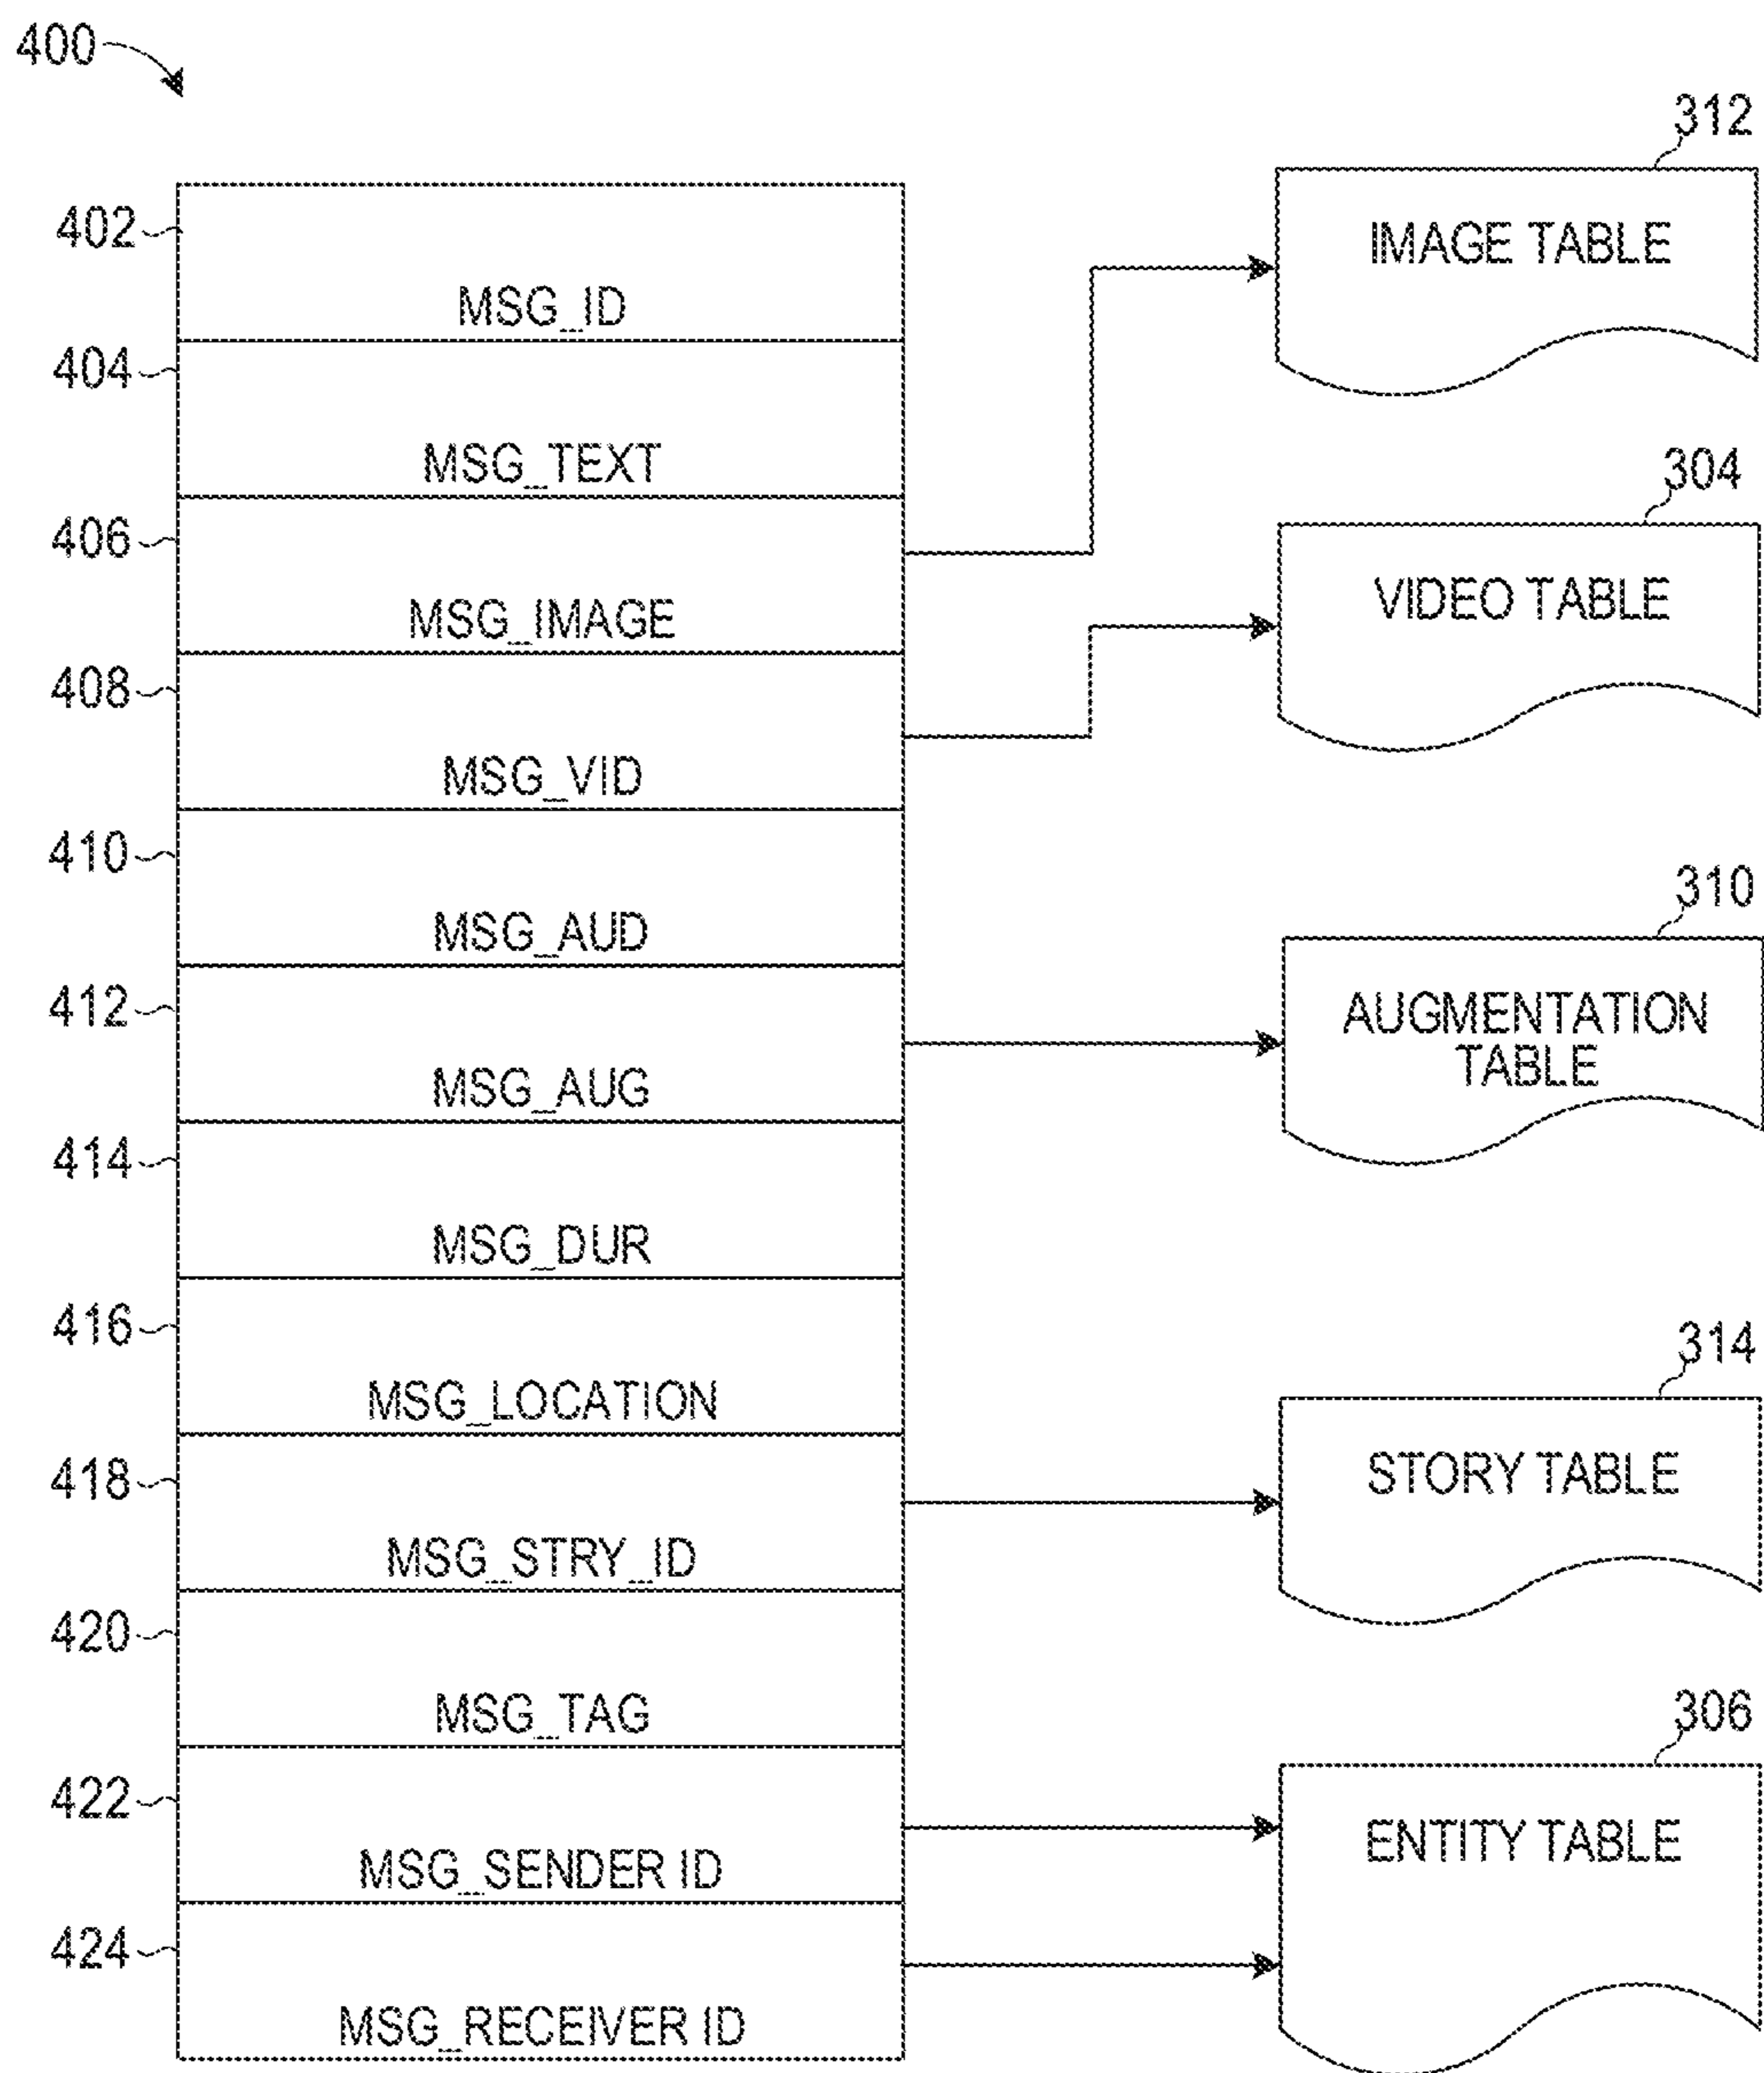 400
402
MSG_ID
404
MSG_TEXT
406
MSG_IMAGE
408
MSG_VID
410
MSG_AUD
412
MSG_AUG
414
MSG_DUR
416
MSG_LOCATION
418
MSG_STRY_ID
420
MSG_TAG
422
MSG_SENDER ID
424
MSG_RECEIVER ID
312
IMAGE TABLE
304
VIDEO TABLE
310
AUGMENTATION
TABLE
314
STORY TABLE
306
ENTITY TABLE